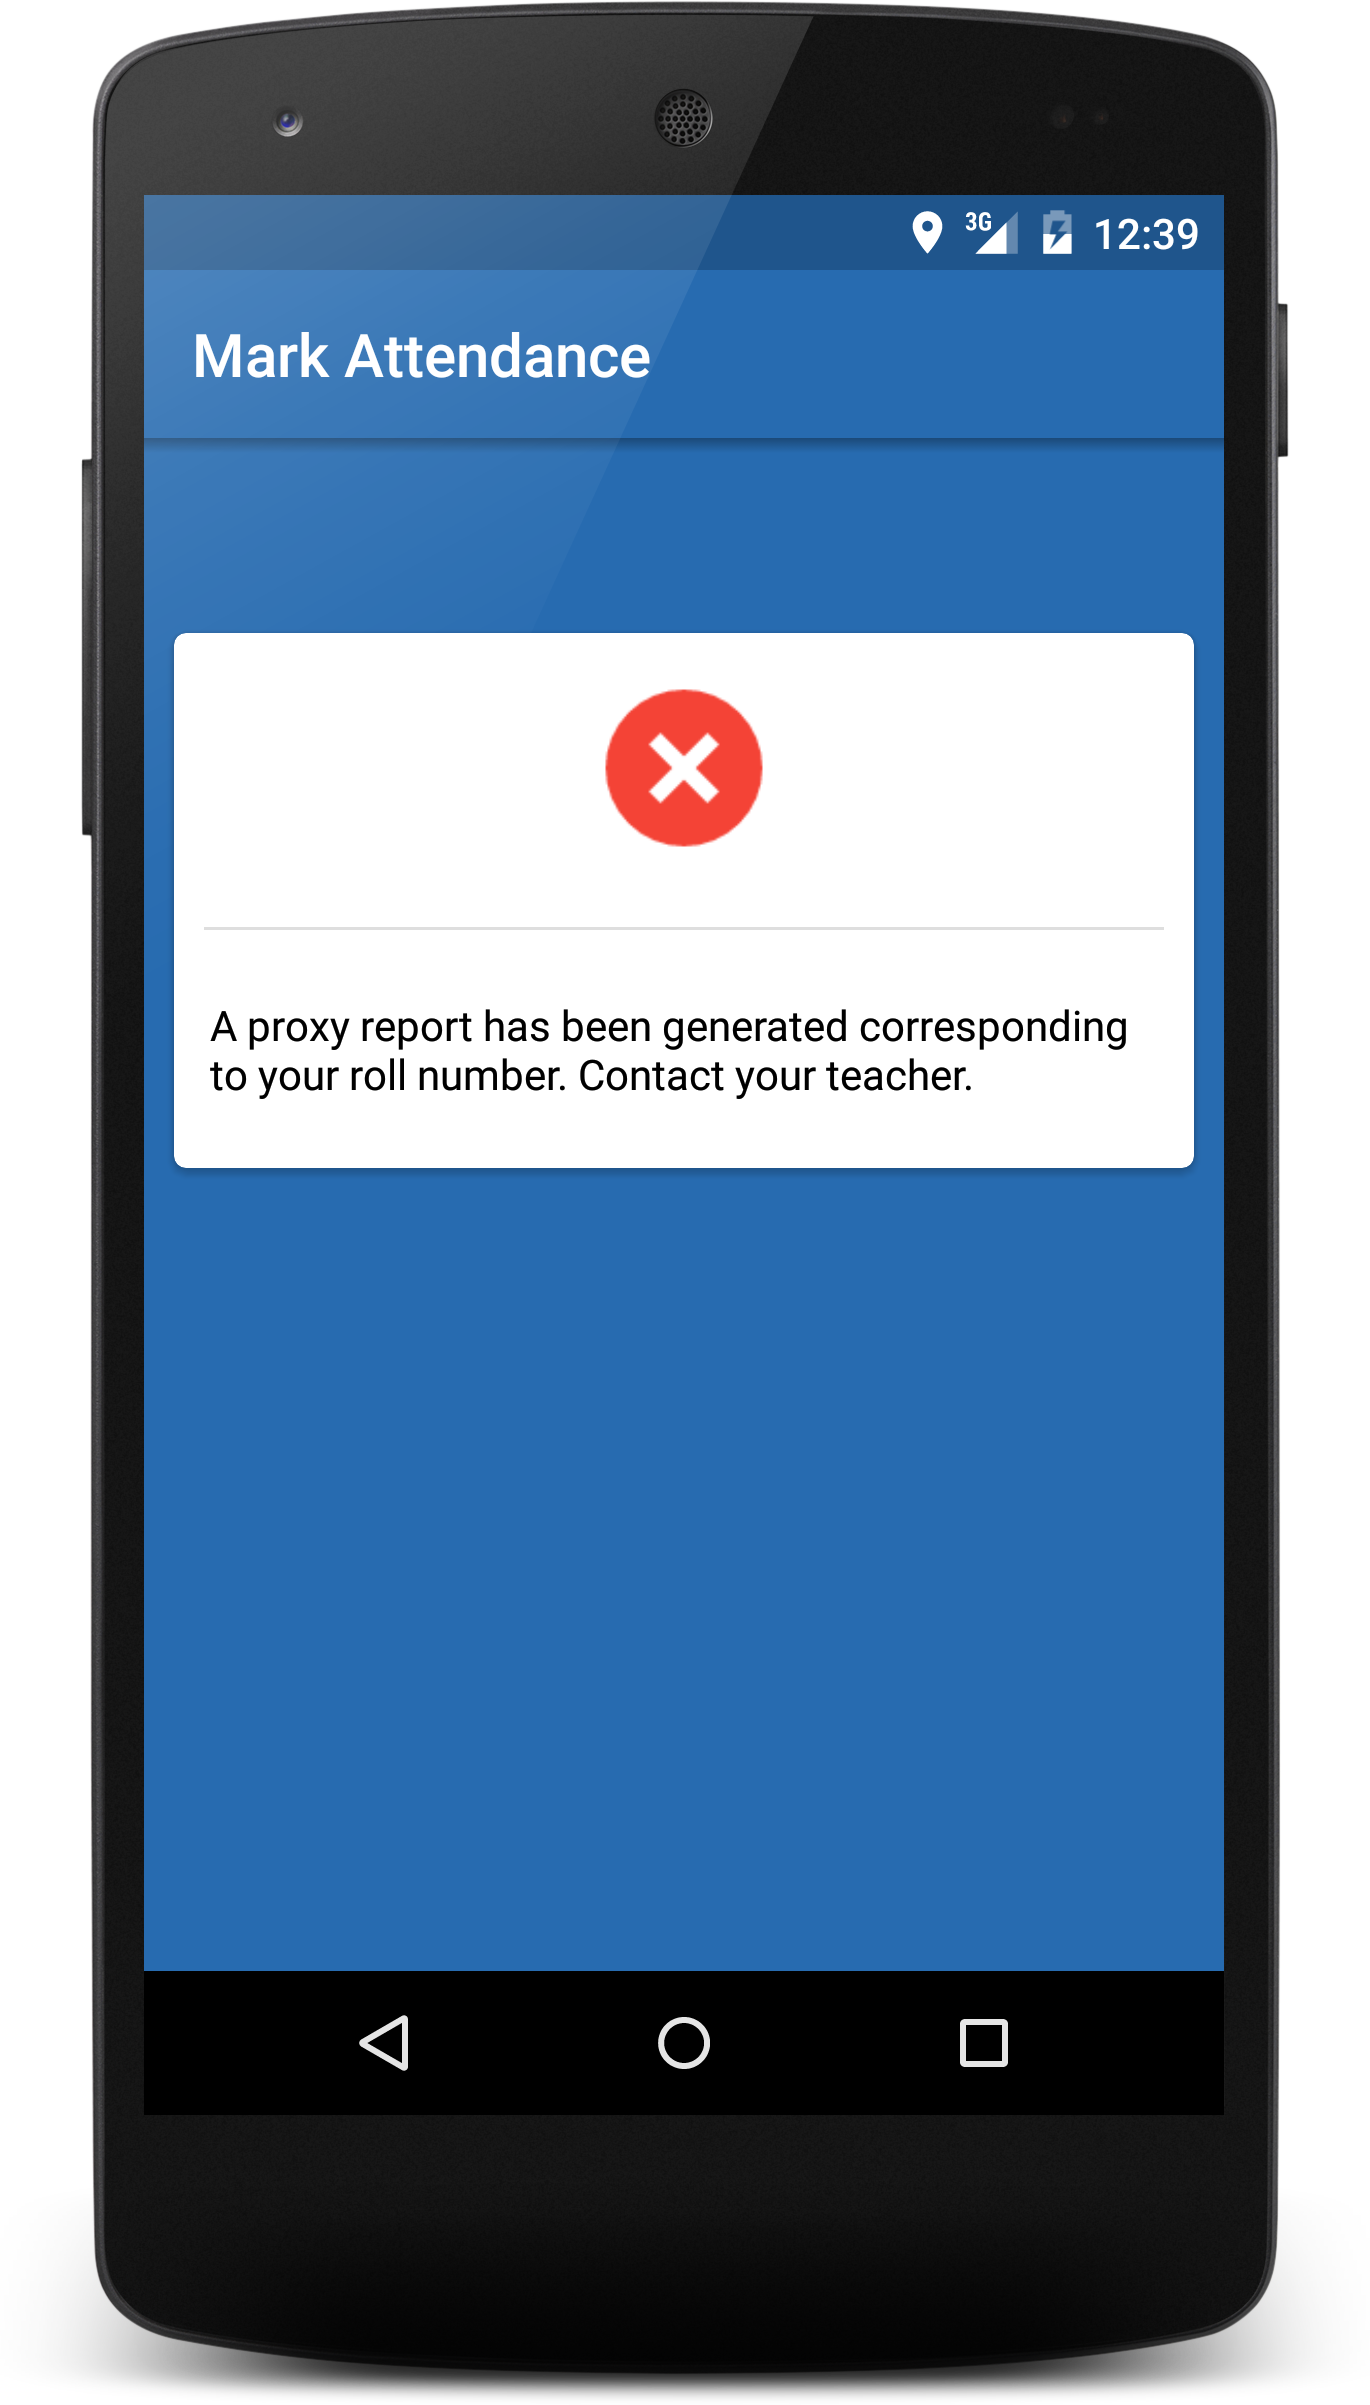 3G 12:39
Mark Attendance
A proxy report has been generated corresponding
to your roll number. Contact your teacher.